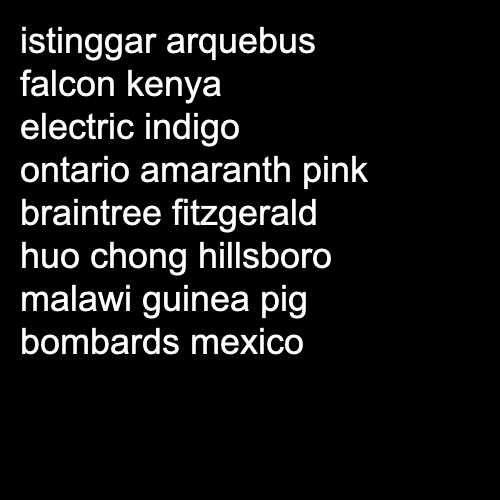 istinggar arquebus
falcon kenya
electric indigo
ontario amaranth pink
braintree fitzgerald
huo chong hillsboro
malawi guinea pig
bombards mexico